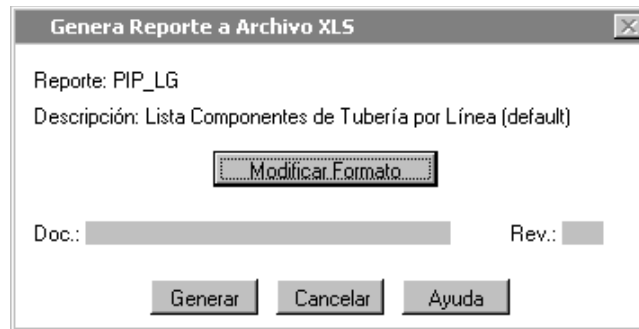 Genera Reporte a Archivo XLS
Reporte: PIP_LG
Descripción: Lista Componentes de Tubería por Línea (default)
Modificar Formato
Doc.: Rev.:
Generar Cancelar Ayuda